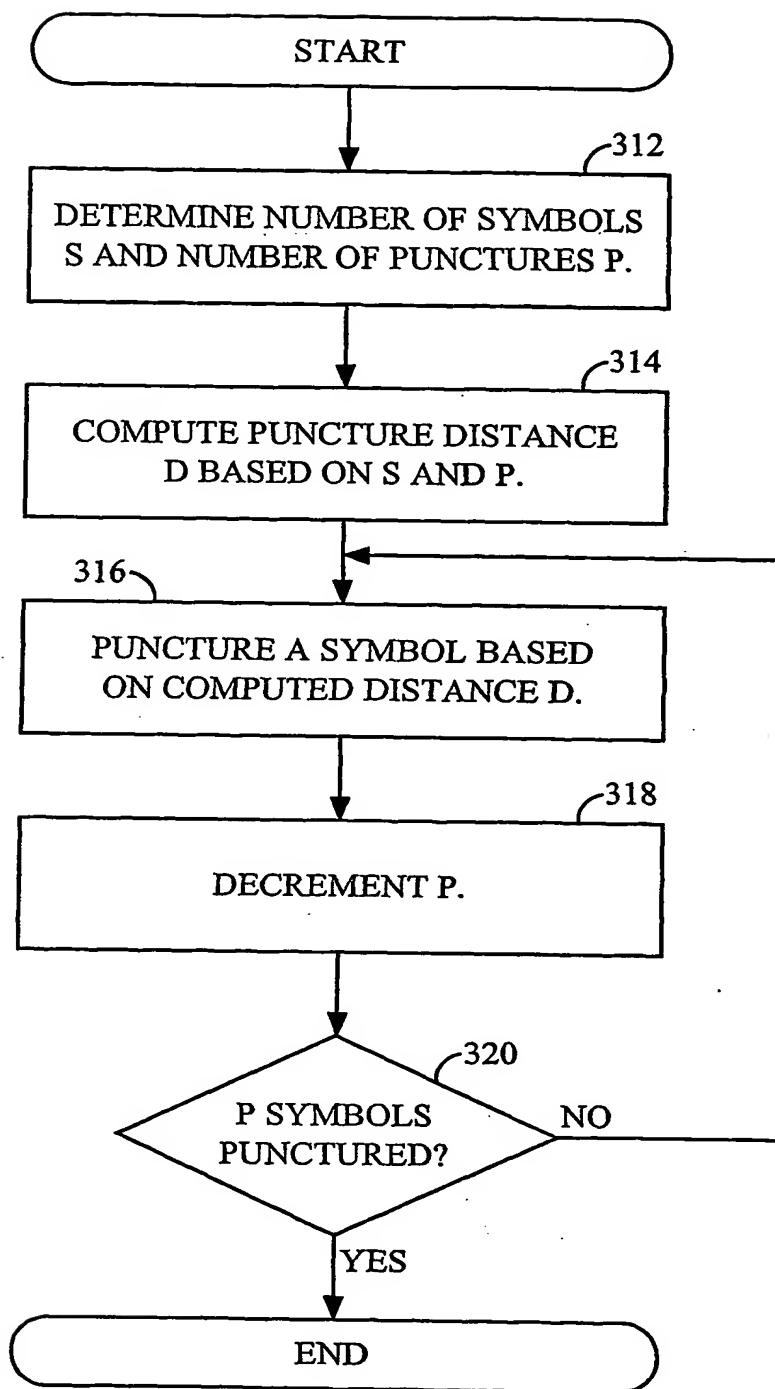 START
312
DETERMINE NUMBER OF SYMBOLS
S AND NUMBER OF PUNCTURES P.
314
COMPUTE PUNCTURE DISTANCE
D BASED ON S AND P.
316
PUNCTURE A SYMBOL BASED
ON COMPUTED DISTANCE D.
318
DECREMENT P.
320
P SYMBOLS
PUNCTURED?
NO
YES
END